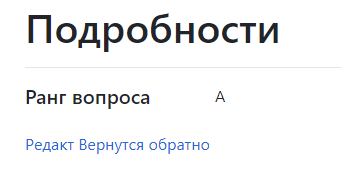 Подробности
Ранг вопроса А
Редакт Вернутся обратно